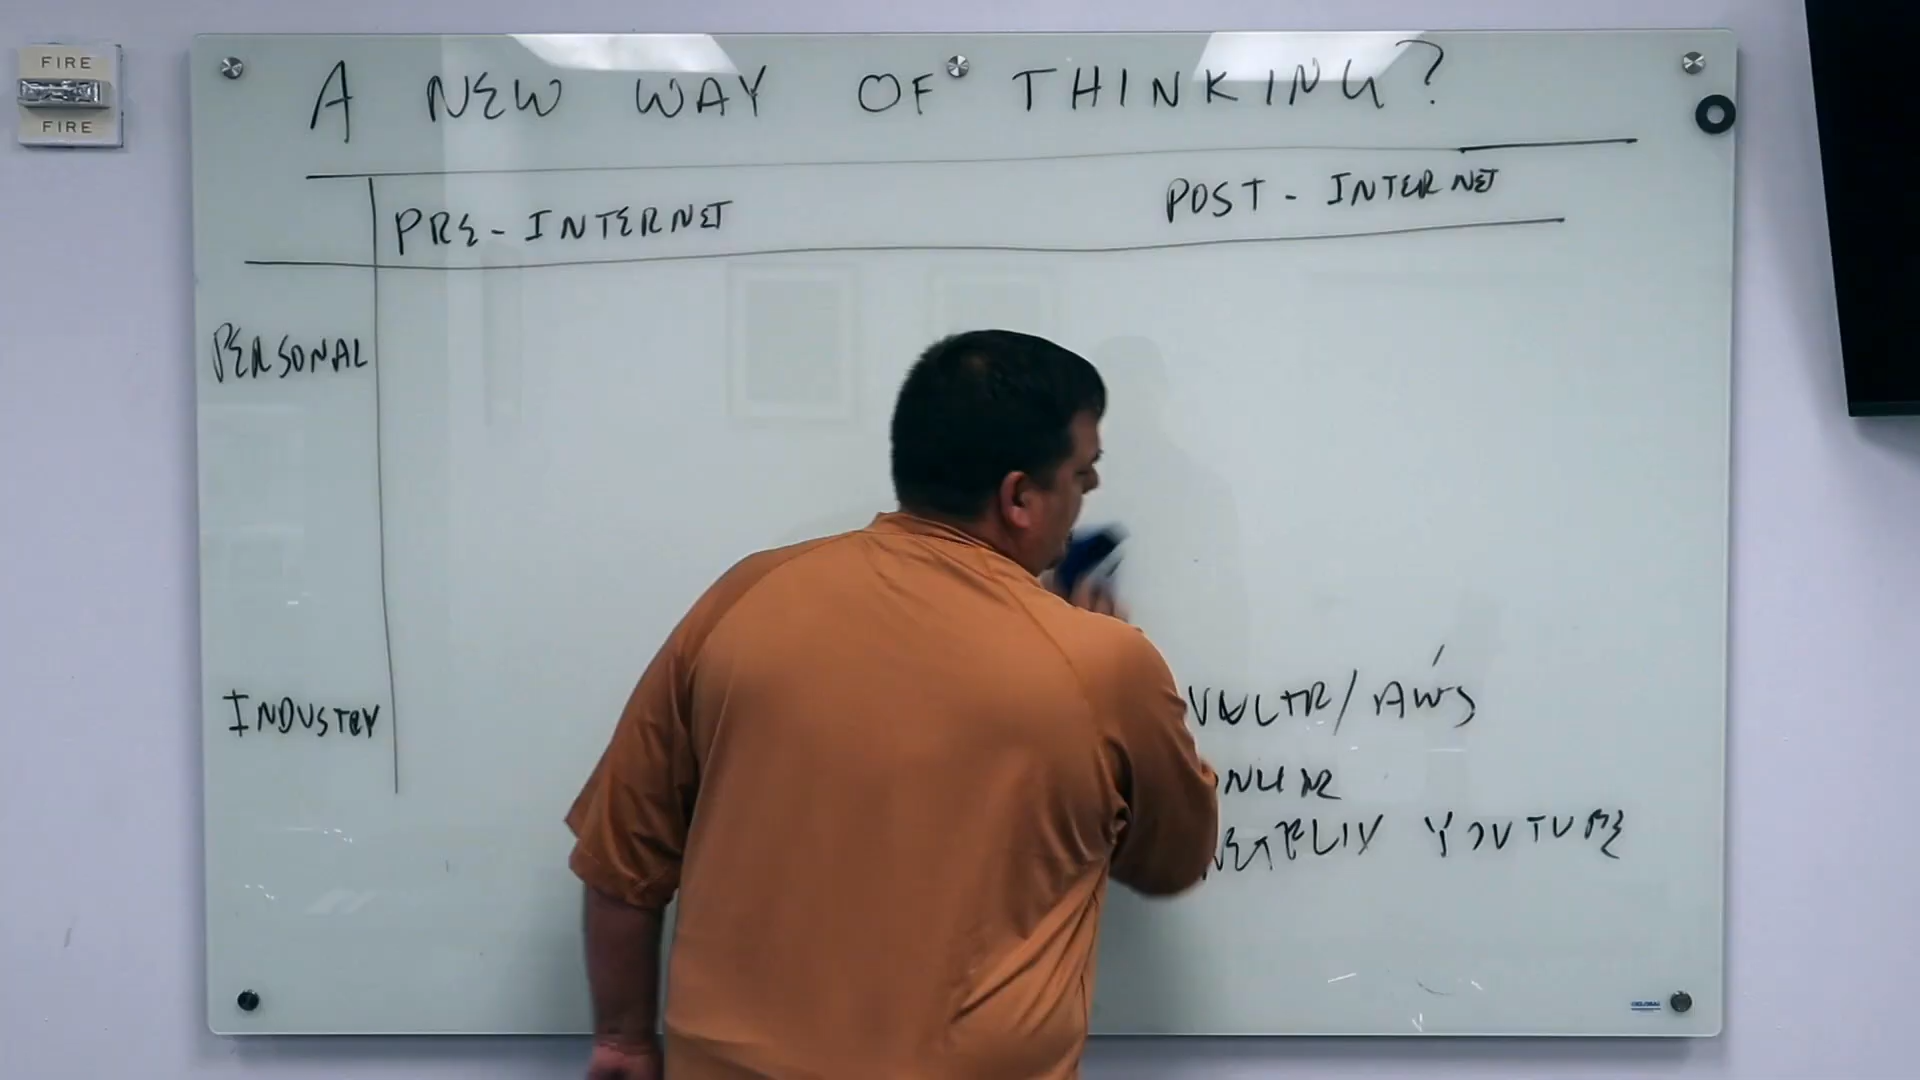 FIRE
FIRE
A NEW WAY OF THINKING?
PRE-INTERNET POST-INTERNET
PERSONAL
INDUSTRY VULTR/AWS
NETFLIX YOUTUBE